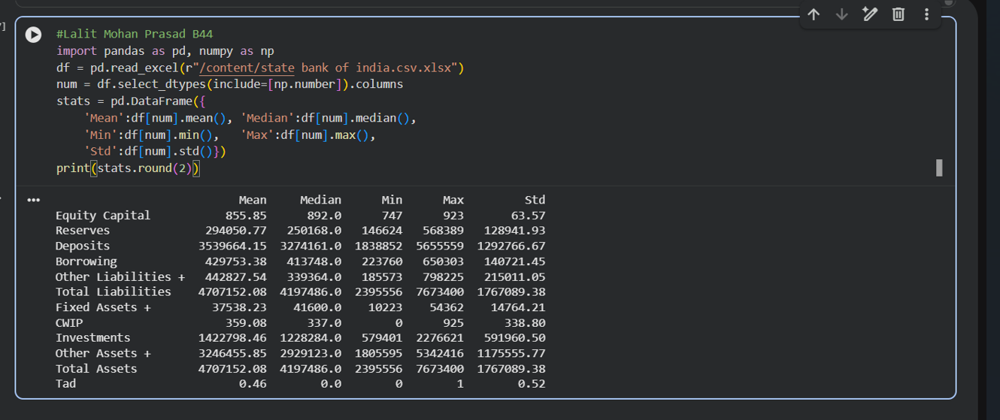 #Lalit Mohan Prasad B44
import pandas as pd, numpy as np
df = pd.read_excel(r"/content/state bank of india.csv.xlsx")
num = df.select_dtypes(include=[np.number]).columns
stats = pd.DataFrame({
    'Mean':df[num].mean(), 'Median':df[num].median(),
    'Min':df[num].min(),   'Max':df[num].max(),
    'Std':df[num].std()})
print(stats.round(2))
Mean Median Min Max Std
Equity Capital 855.85 892.0 747 923 63.57
Reserves 294050.77 250168.0 146624 568389 128941.93
Deposits 3539664.15 3274161.0 1838852 5655559 1292766.67
Borrowing 429753.38 413748.0 223760 650303 140721.45
Other Liabilities + 442827.54 339364.0 185573 798225 215011.05
Total Liabilities 4707152.08 4197486.0 2395556 7673400 1767089.38
Fixed Assets + 37538.23 41600.0 10223 54362 14764.21
CWIP 359.08 337.0 0 925 338.80
Investments 1422798.46 1228284.0 579401 2276621 591960.50
Other Assets + 3246455.85 2929123.0 1805595 5342416 1175555.77
Total Assets 4707152.08 4197486.0 2395556 7673400 1767089.38
Tad 0.46 0.0 0 1 0.52